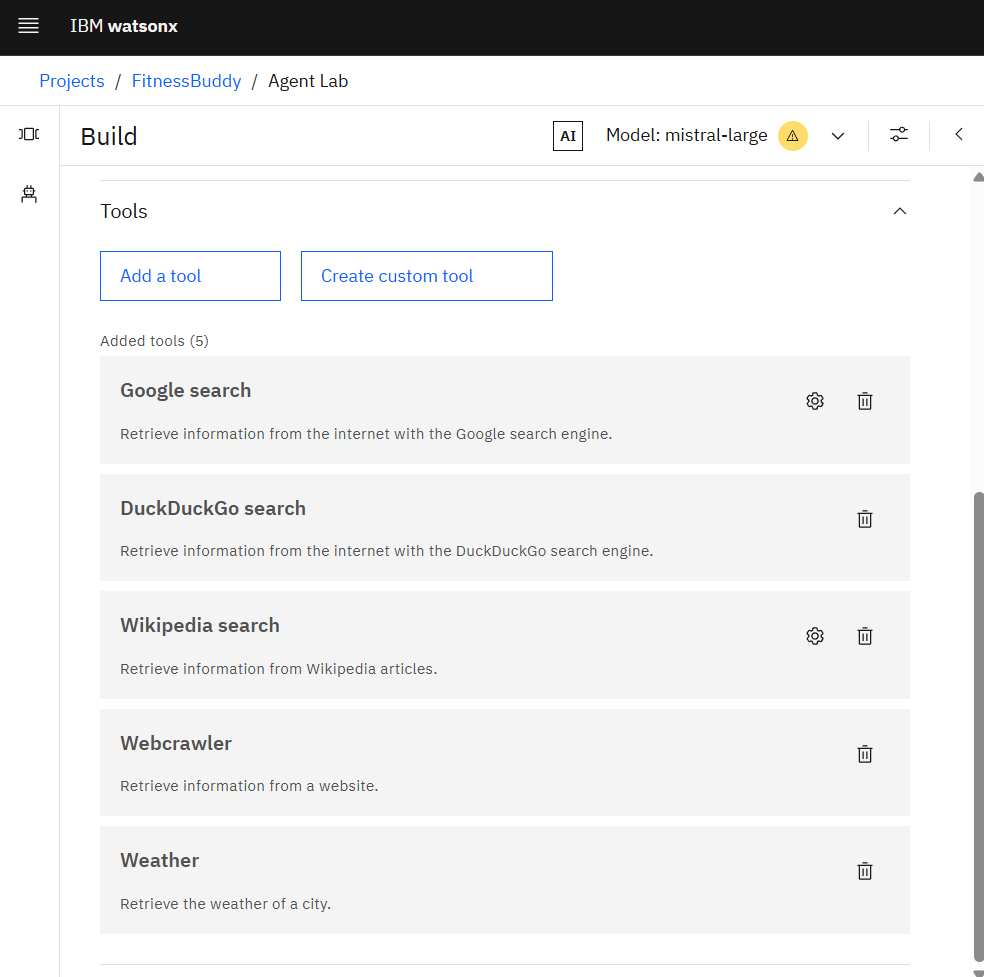 IBM watsonx
Projects / FitnessBuddy / Agent Lab
Build
AI
Model: mistral-large
Tools
Add a tool
Create custom tool
Added tools (5)
Google search
Retrieve information from the internet with the Google search engine.
DuckDuckGo search
Retrieve information from the internet with the DuckDuckGo search engine.
Wikipedia search
Retrieve information from Wikipedia articles.
Webcrawler
Retrieve information from a website.
Weather
Retrieve the weather of a city.